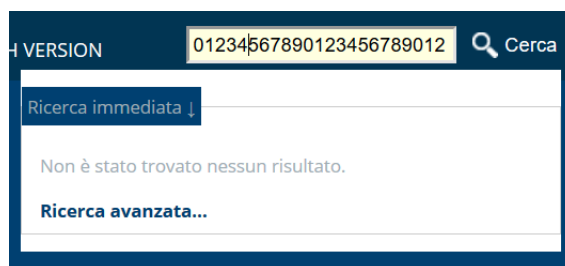 H VERSION 01234567890123456789012 Cerca
Ricerca immediata ↓
Non è stato trovato nessun risultato.
Ricerca avanzata...